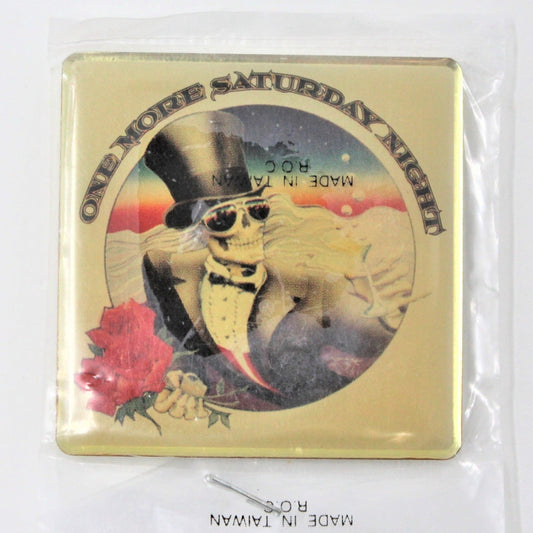 ONE MORE SATURDAY NIGHT
MADE IN TAIWAN
R O C
MADE IN TAIWAN
R.O.C